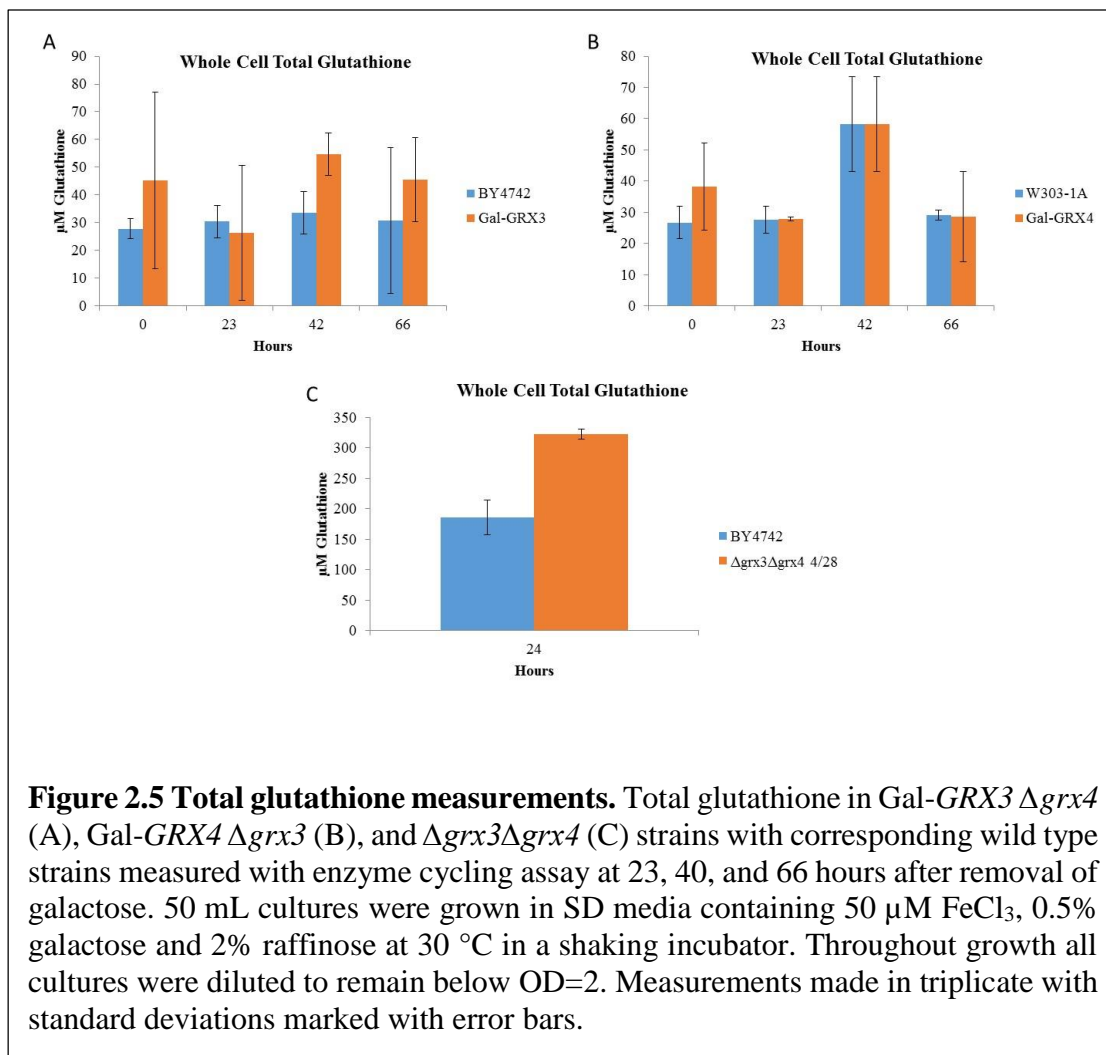 A
Whole Cell Total Glutathione
90
80
70
60
50
40
30
20
10
0
µM Glutathione
0 23 42 66
Hours
BY4742
Gal-GRX3
B
Whole Cell Total Glutathione
80
70
60
50
40
30
20
10
0
µM Glutathione
0 23 42 66
Hours
W303-1A
Gal-GRX4
C
Whole Cell Total Glutathione
350
300
250
200
150
100
50
0
µM Glutathione
24
Hours
BY4742
Δgrx3Δgrx4 4/28
Figure 2.5 Total glutathione measurements. Total glutathione in Gal-GRX3 Δgrx4
(A), Gal-GRX4 Δgrx3 (B), and Δgrx3Δgrx4 (C) strains with corresponding wild type
strains measured with enzyme cycling assay at 23, 40, and 66 hours after removal of
galactose. 50 mL cultures were grown in SD media containing 50 µM FeCl₃, 0.5%
galactose and 2% raffinose at 30 °C in a shaking incubator. Throughout growth all
cultures were diluted to remain below OD=2. Measurements made in triplicate with
standard deviations marked with error bars.